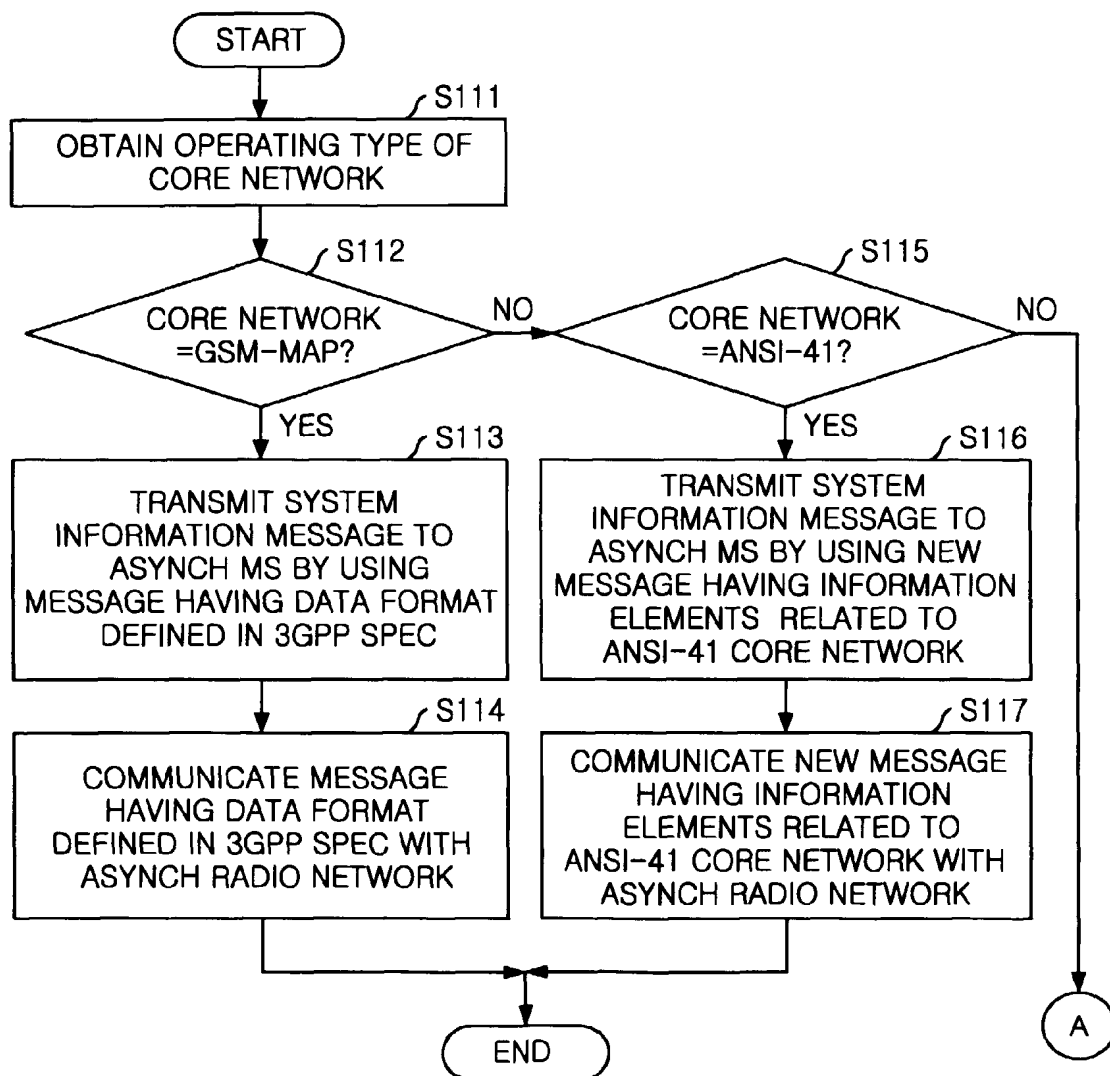 START
S111
OBTAIN OPERATING TYPE OF
CORE NETWORK
S112
CORE NETWORK
=GSM-MAP?
NO
YES
S115
CORE NETWORK
=ANSI-41?
NO
YES
S113
TRANSMIT SYSTEM
INFORMATION MESSAGE TO
ASYNCH MS BY USING
MESSAGE HAVING DATA FORMAT
DEFINED IN 3GPP SPEC
S116
TRANSMIT SYSTEM
INFORMATION MESSAGE TO
ASYNCH MS BY USING NEW
MESSAGE HAVING INFORMATION
ELEMENTS RELATED TO
ANSI-41 CORE NETWORK
S114
COMMUNICATE MESSAGE
HAVING DATA FORMAT
DEFINED IN 3GPP SPEC WITH
ASYNCH RADIO NETWORK
S117
COMMUNICATE NEW MESSAGE
HAVING INFORMATION
ELEMENTS RELATED TO
ANSI-41 CORE NETWORK WITH
ASYNCH RADIO NETWORK
A
END